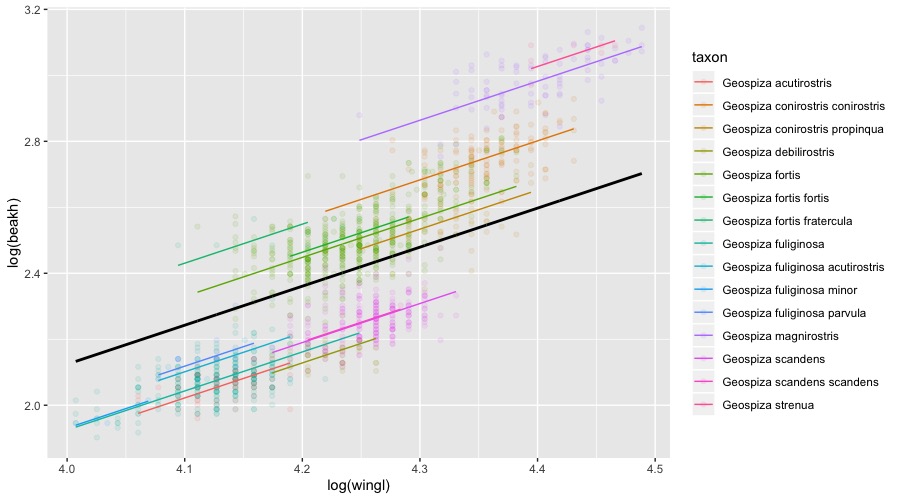 3.2
2.8
2.4
2.0
log(beakh)
4.0 4.1 4.2 4.3 4.4 4.5
log(wingl)
taxon
Geospiza acutirostris
Geospiza conirostris conirostris
Geospiza conirostris propinqua
Geospiza debilirostris
Geospiza fortis
Geospiza fortis fortis
Geospiza fortis fratercula
Geospiza fuliginosa
Geospiza fuliginosa acutirostris
Geospiza fuliginosa minor
Geospiza fuliginosa parvula
Geospiza magnirostris
Geospiza scandens
Geospiza scandens scandens
Geospiza strenua